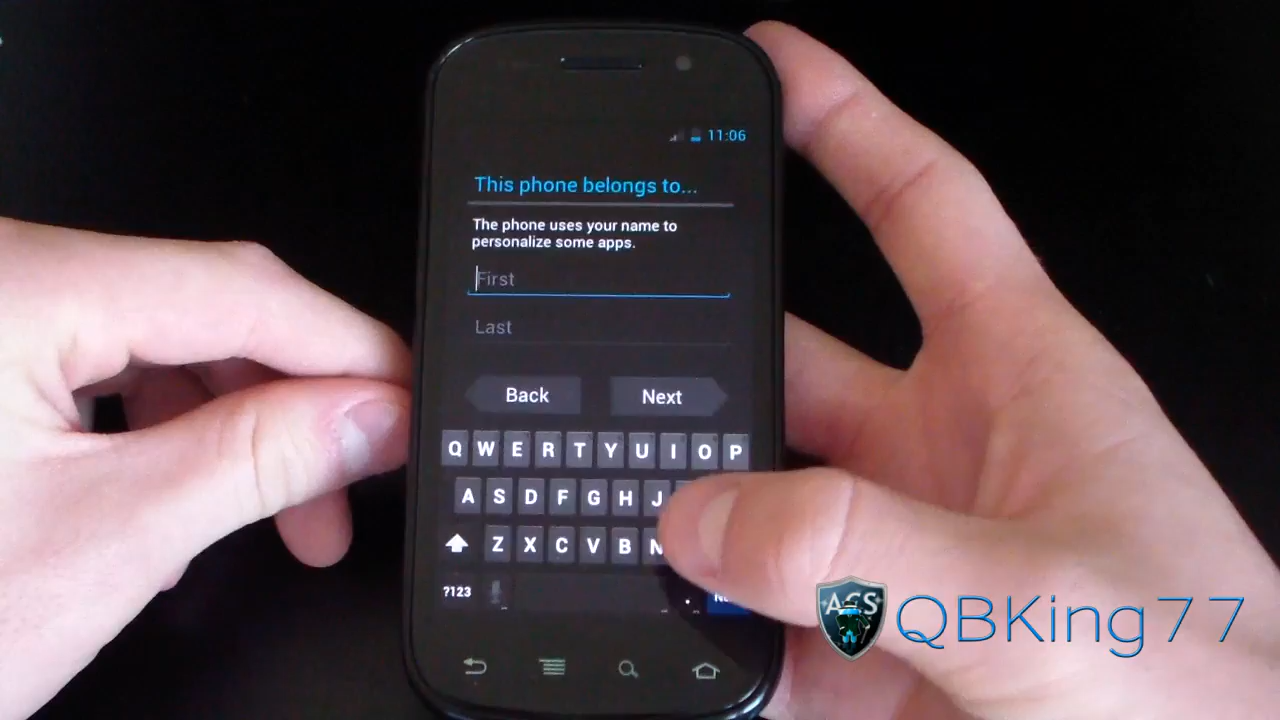 11:06
This phone belongs to...
The phone uses your name to
personalize some apps.
First
Last
Back Next
Q W E R T Y U I O P
A S D F G H J
Z X C V B N
?123 .
ACS QBKing77